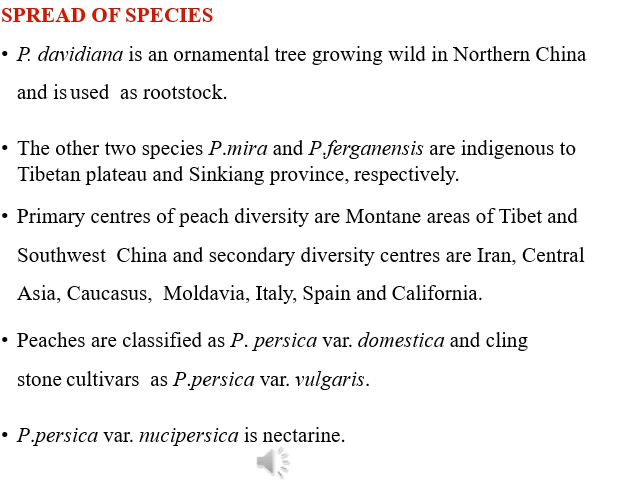 SPREAD OF SPECIES
• P. davidiana is an ornamental tree growing wild in Northern China
and is used as rootstock.
• The other two species P.mira and P.ferganensis are indigenous to
Tibetan plateau and Sinkiang province, respectively.
• Primary centres of peach diversity are Montane areas of Tibet and
Southwest China and secondary diversity centres are Iran, Central
Asia, Caucasus, Moldavia, Italy, Spain and California.
• Peaches are classified as P. persica var. domestica and cling
stone cultivars as P.persica var. vulgaris.
• P.persica var. nucipersica is nectarine.